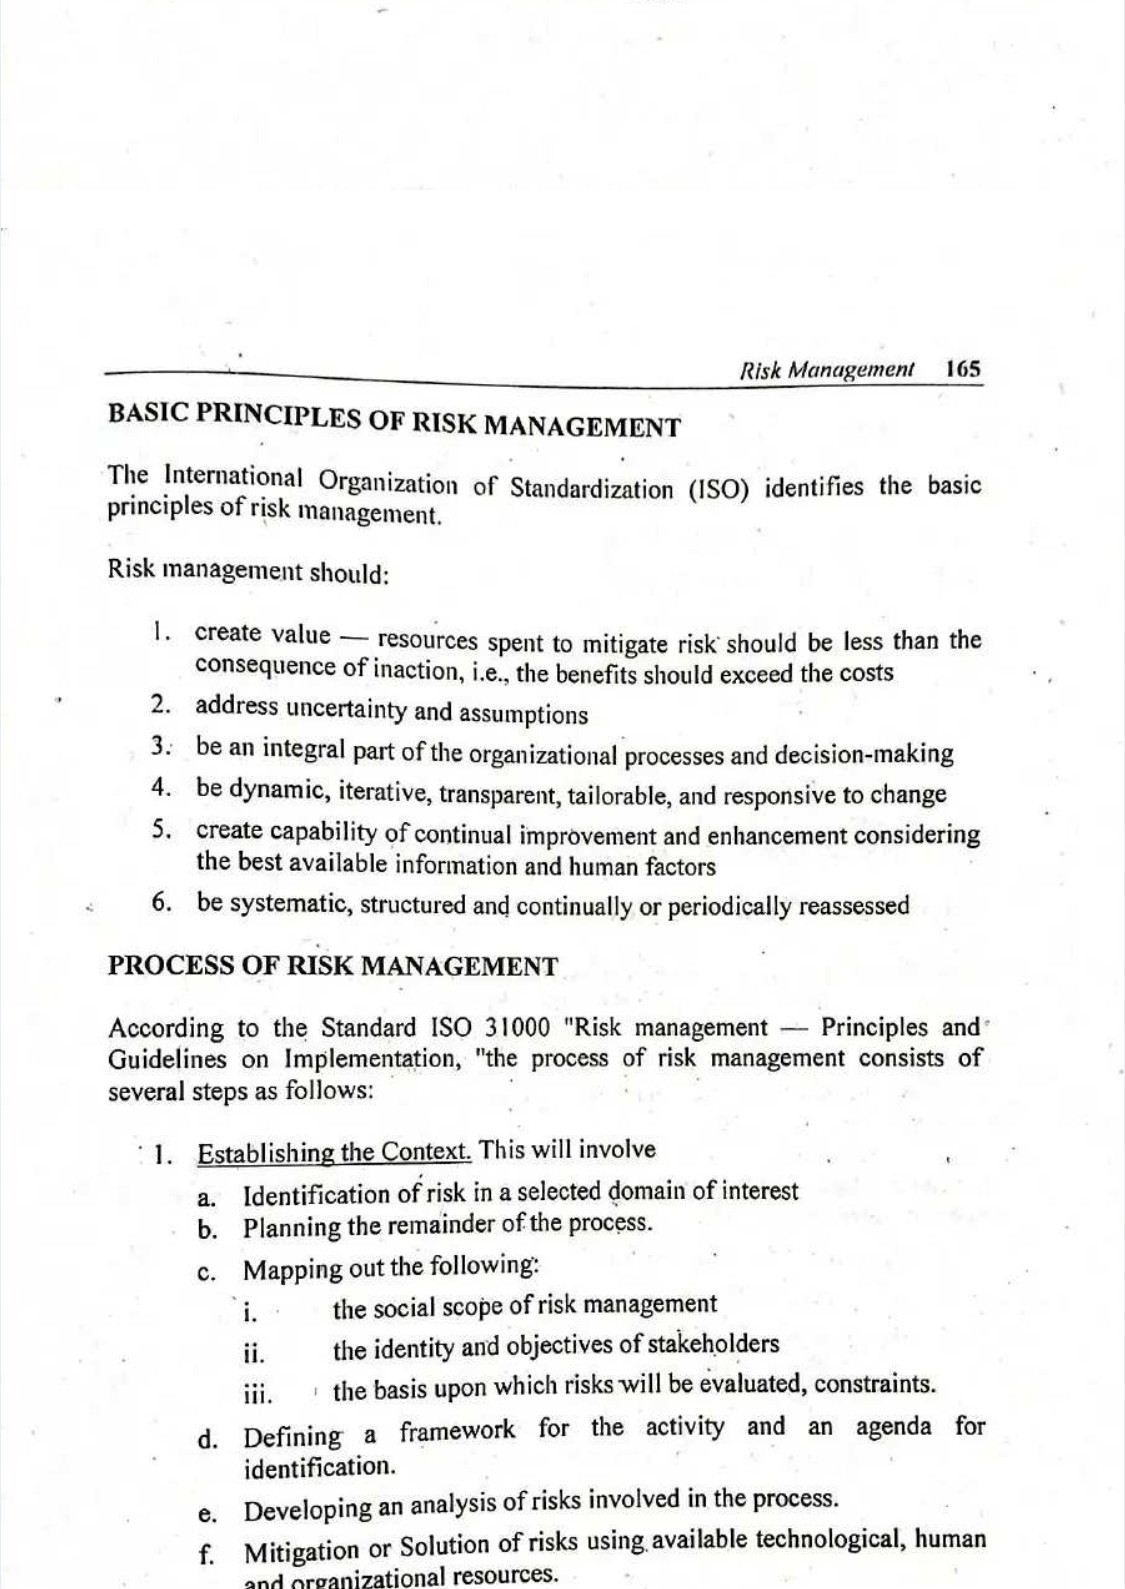 Risk Management 165
BASIC PRINCIPLES OF RISK MANAGEMENT
The International Organization of Standardization (ISO) identifies the basic
principles of risk management.
Risk management should:
1. create value — resources spent to mitigate risk should be less than the
consequence of inaction, i.e., the benefits should exceed the costs
2. address uncertainty and assumptions
3. be an integral part of the organizational processes and decision-making
4. be dynamic, iterative, transparent, tailorable, and responsive to change
5. create capability of continual improvement and enhancement considering
the best available information and human factors
6. be systematic, structured and continually or periodically reassessed
PROCESS OF RISK MANAGEMENT
According to the Standard ISO 31000 "Risk management — Principles and
Guidelines on Implementation, "the process of risk management consists of
several steps as follows:
1. Establishing the Context. This will involve
a. Identification of risk in a selected domain of interest
b. Planning the remainder of the process.
c. Mapping out the following:
i. the social scope of risk management
ii. the identity and objectives of stakeholders
iii. the basis upon which risks will be evaluated, constraints.
d. Defining a framework for the activity and an agenda for
identification.
e. Developing an analysis of risks involved in the process.
f. Mitigation or Solution of risks using available technological, human
and organizational resources.